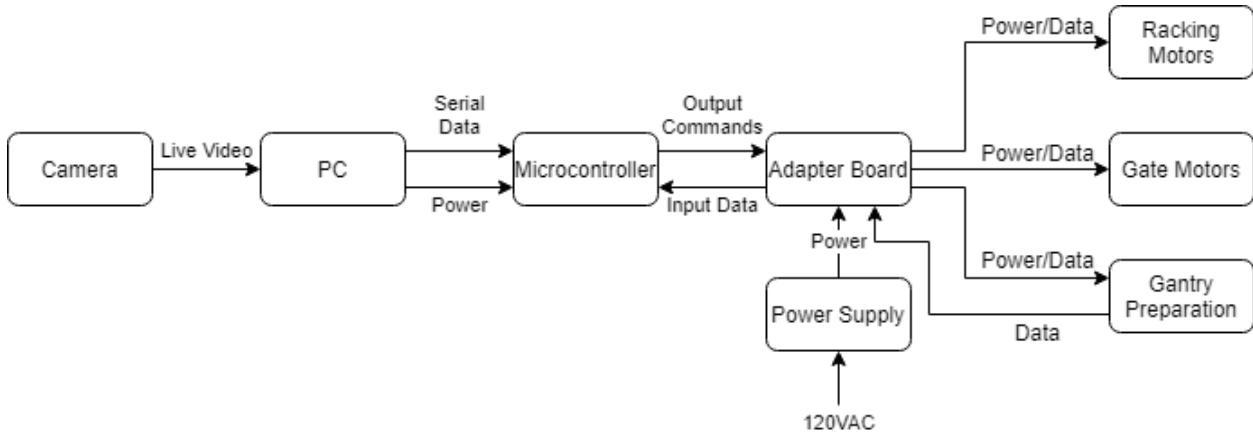 Power/Data
Racking
Motors
Serial
Data
Output
Commands
Camera
Live Video
PC
Microcontroller
Adapter Board
Power/Data
Gate Motors
Power
Input Data
Power
Power/Data
Gantry
Preparation
Power Supply
Data
120VAC